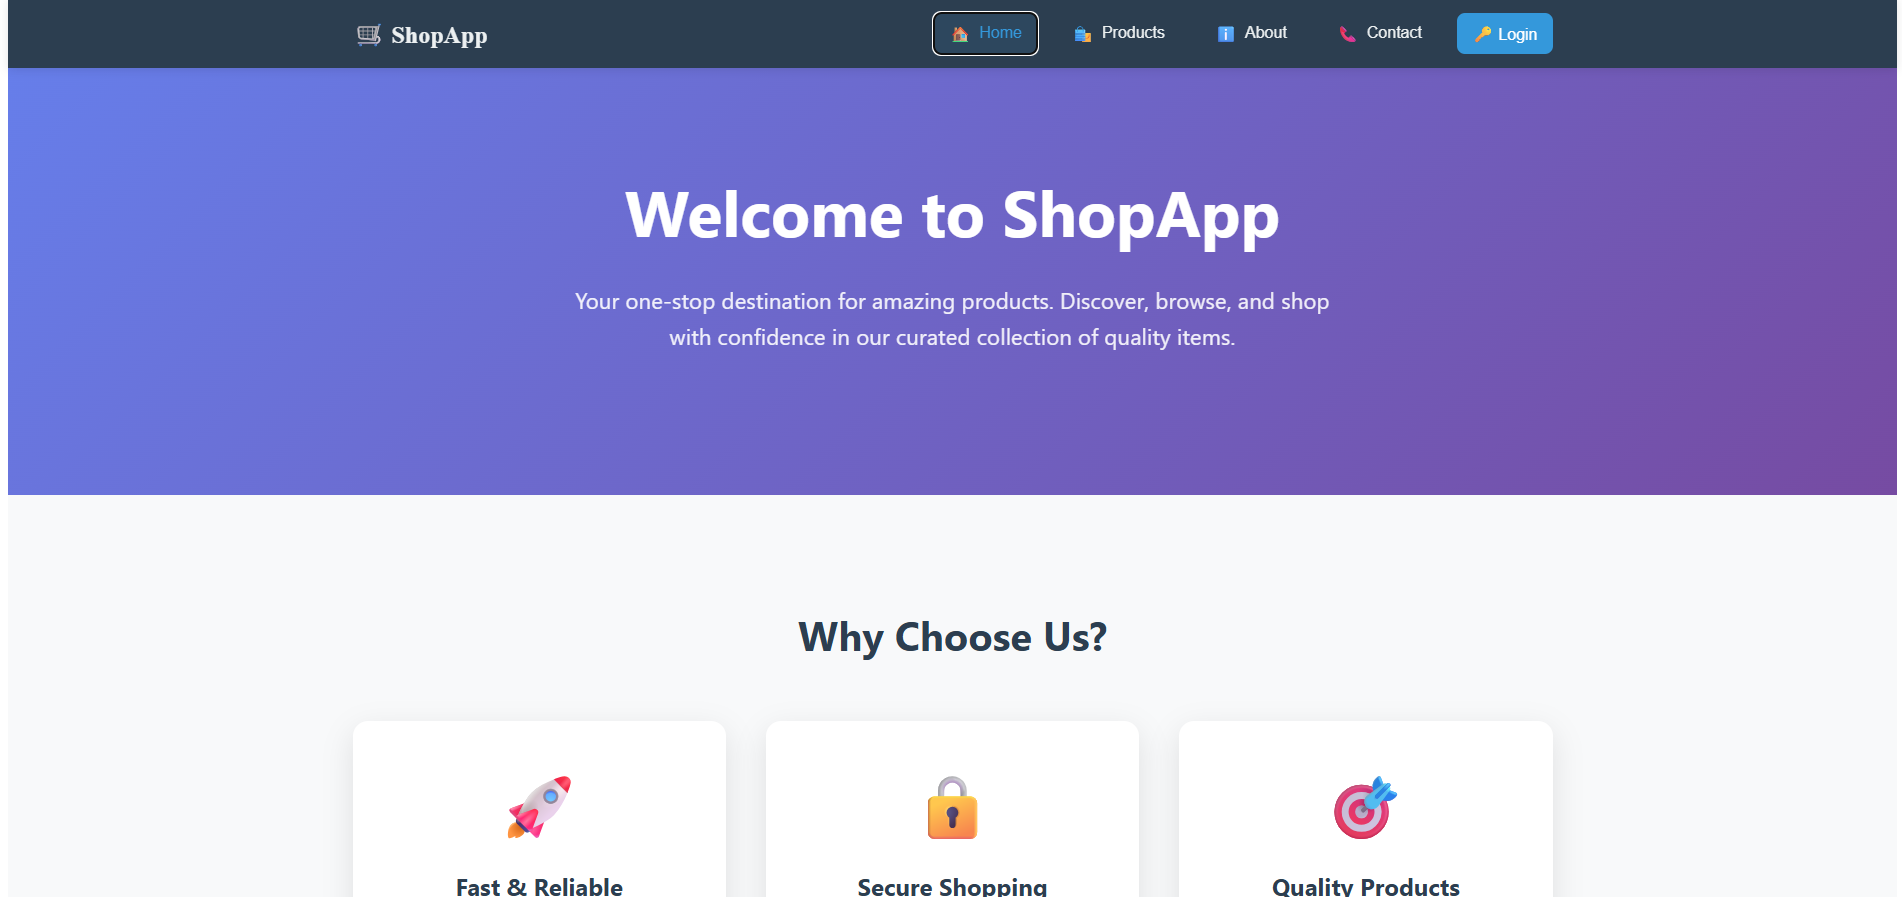 ShopApp
Home
Products
About
Contact
Login
Welcome to ShopApp
Your one-stop destination for amazing products. Discover, browse, and shop
with confidence in our curated collection of quality items.
Why Choose Us?
Fast & Reliable
Secure Shopping
Quality Products